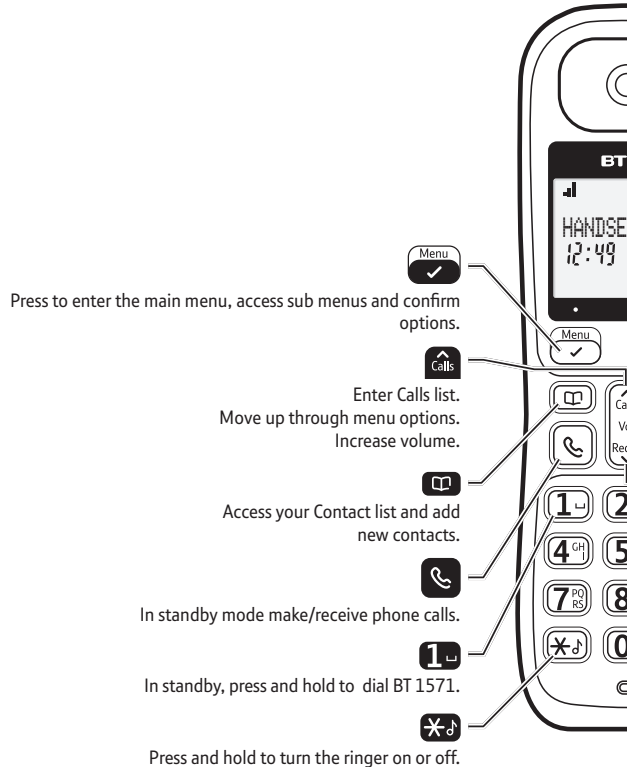 BT
HANDSE
12:49
Menu
Press to enter the main menu, access sub menus and confirm
options.
Menu
Calls
Enter Calls list.
Move up through menu options.
Increase volume.
Ca
Vo
Rec
Access your Contact list and add
new contacts.
1 2
4 GHI 5
In standby mode make/receive phone calls.
7 PQRS 8
1
In standby, press and hold to dial BT 1571.
* 0
*
Press and hold to turn the ringer on or off.